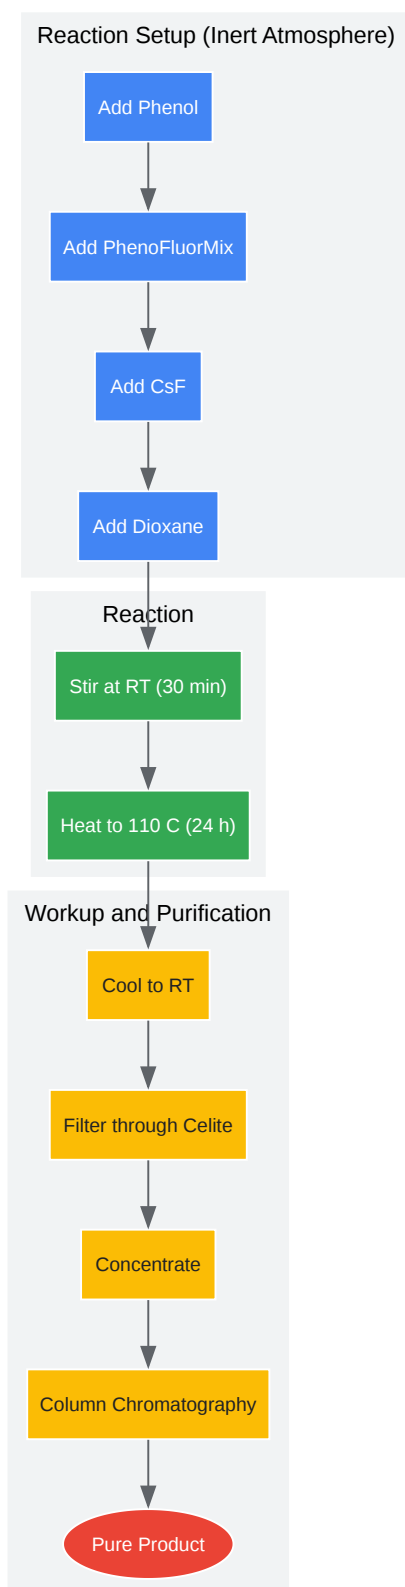 Reaction Setup (Inert Atmosphere)
Add Phenol
Add PhenoFluorMix
Add CsF
Add Dioxane
Reaction
Stir at RT (30 min)
Heat to 110 C (24 h)
Workup and Purification
Cool to RT
Filter through Celite
Concentrate
Column Chromatography
Pure Product